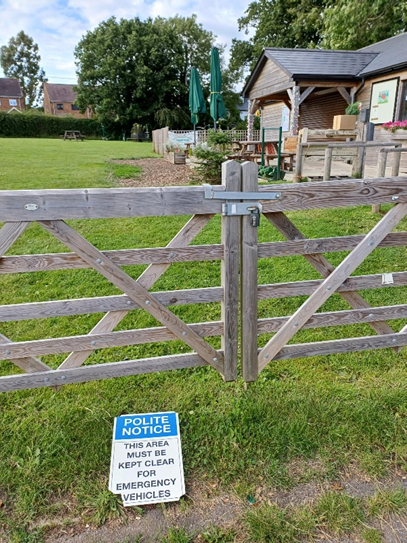 POLITE
NOTICE
THIS AREA
MUST BE
KEPT CLEAR
FOR
EMERGENCY
VEHICLES